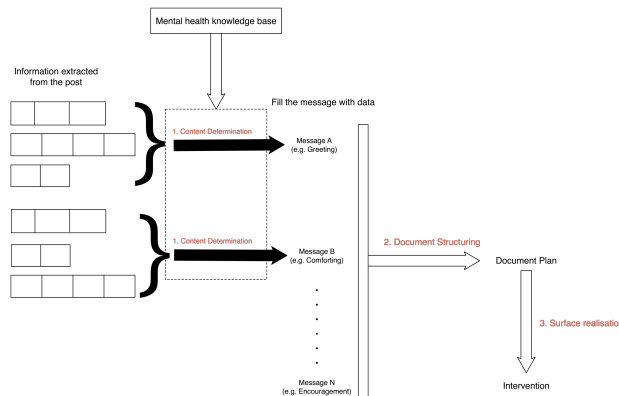 Mental health knowledge base
Information extracted
from the post
Fill the message with data
1. Content Determination
Message A
(e.g. Greeting)
1. Content Determination
Message B
(e.g. Comforting)
2. Document Structuring
Document Plan
3. Surface realisatio
Message N
(e.g. Encouragement)
Intervention